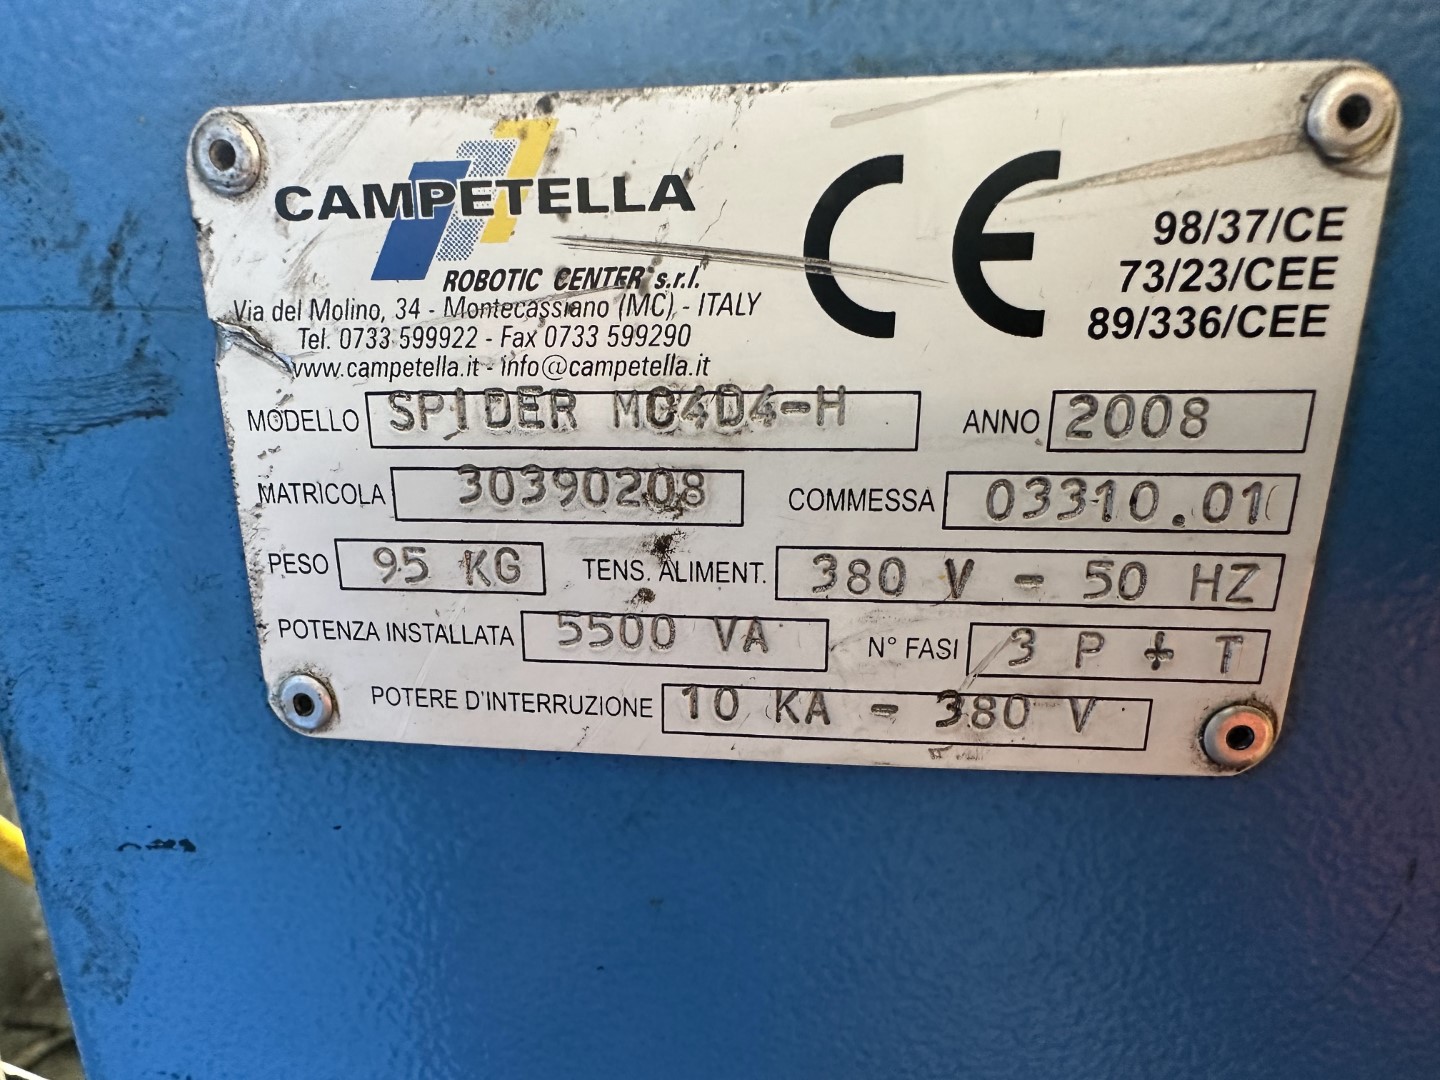 CAMPETELLA
ROBOTIC CENTER s.r.l.
Via del Molino, 34 - Montecassiano (MC) - ITALY
Tel. 0733 599922 - Fax 0733 599290
www.campetella.it - info@campetella.it
CE
98/37/CE
73/23/CEE
89/336/CEE
MODELLO SPIDER MC4D4-H ANNO 2008
MATRICOLA 30390208 COMMESSA 03310.01
PESO 95 KG TENS. ALIMENT. 380 V - 50 HZ
POTENZA INSTALLATA 5500 VA N° FASI 3 P + T
POTERE D'INTERRUZIONE 10 KA - 380 V